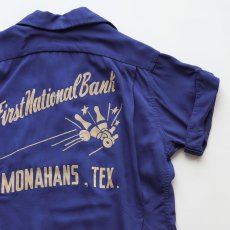 First National Bank
MONAHANS, TEX.